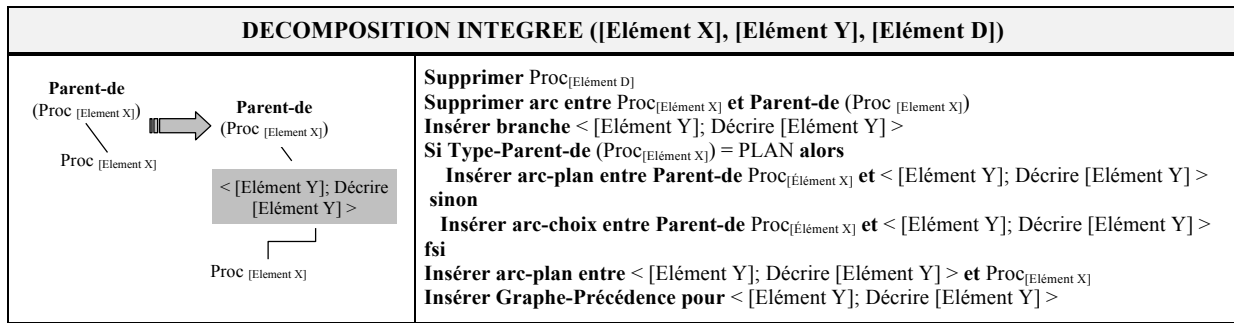 DECOMPOSITION INTEGREE ([Elément X], [Elément Y], [Elément D])
Parent-de
(Proc [Element X])
Proc [Element X]
Parent-de
(Proc [Element X])
< [Elément Y]; Décrire
[Elément Y] >
Proc [Element X]
Supprimer Proc[Elément D]
Supprimer arc entre Proc[Elément X] et Parent-de (Proc [Element X])
Insérer branche < [Elément Y]; Décrire [Elément Y] >
Si Type-Parent-de (Proc[Elément X]) = PLAN alors
Insérer arc-plan entre Parent-de Proc[Élément X] et < [Elément Y]; Décrire [Elément Y] >
sinon
Insérer arc-choix entre Parent-de Proc[Élément X] et < [Elément Y]; Décrire [Elément Y] >
fsi
Insérer arc-plan entre < [Elément Y]; Décrire [Elément Y] > et Proc[Elément X]
Insérer Graphe-Précédence pour < [Elément Y]; Décrire [Elément Y] >